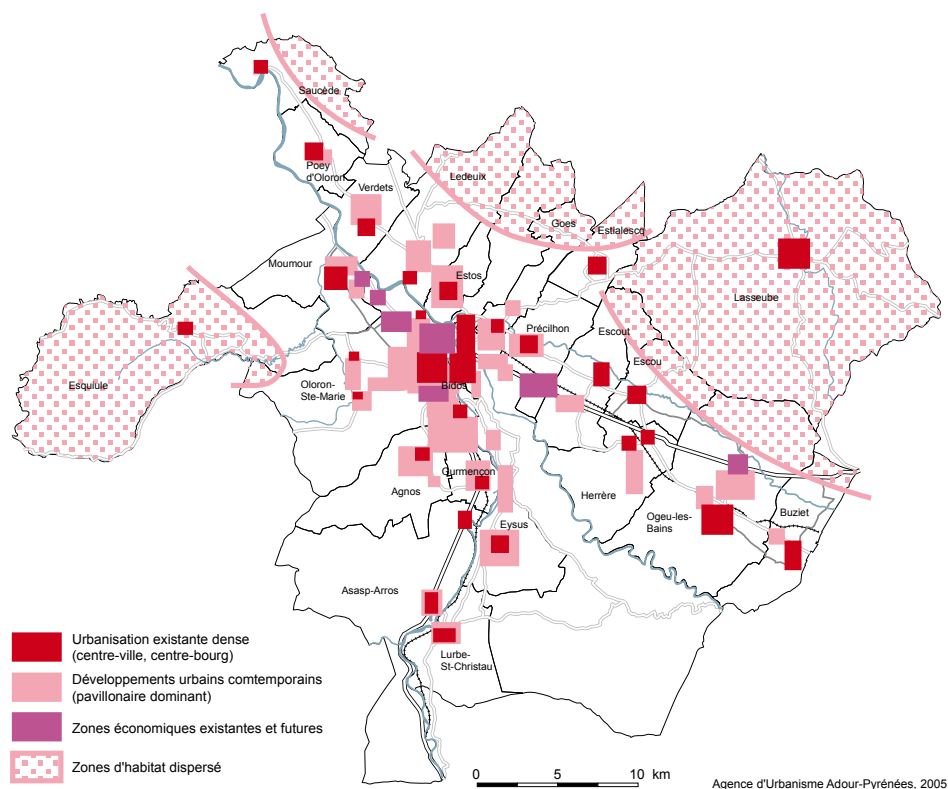 Saucède
Poey
d'Oloron
Verdets
Ledeuix
Goes
Estialescq
Moumour
Estos
Lasseube
Précilhon
Escout
Escou
Esquiule
Oloron-
Ste-Marie
Bidos
Gurmençon
Agnos
Herrère
Ogeu-les-
Bains
Buziet
Eysus
Asasp-Arros
Lurbe-
St-Christau
Urbanisation existante dense
(centre-ville, centre-bourg)
Développements urbains comtemporains
(pavillonaire dominant)
Zones économiques existantes et futures
Zones d'habitat dispersé
0 5 10 km
Agence d'Urbanisme Adour-Pyrénées, 2005